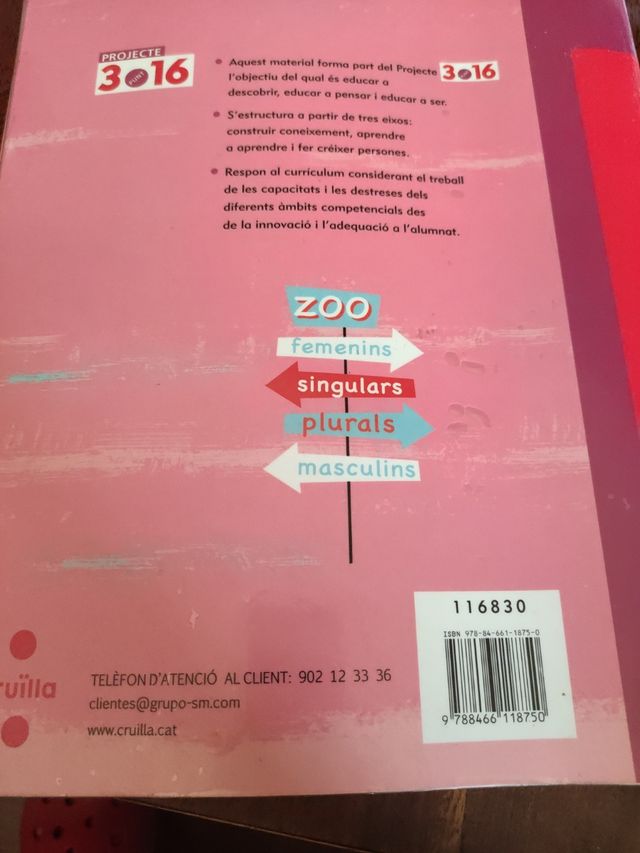 PROJECTE
3 PUNT 16
• Aquest material forma part del Projecte 3 PUNT 16
l'objectiu del qual és educar a
descobrir, educar a pensar i educar a ser.
• S'estructura a partir de tres eixos:
construir coneixement, aprendre
a aprendre i fer créixer persones.
• Respon al currículum considerant el treball
de les capacitats i les destreses dels
diferents àmbits competencials des
de la innovació i l'adequació a l'alumnat.
ZOO
femenins
singulars
plurals
masculins
116830
ISBN 978-84-661-1875-0
9 788466 118750
ruïlla
TELÈFON D'ATENCIÓ AL CLIENT: 902 12 33 36
clientes@grupo-sm.com
www.cruilla.cat